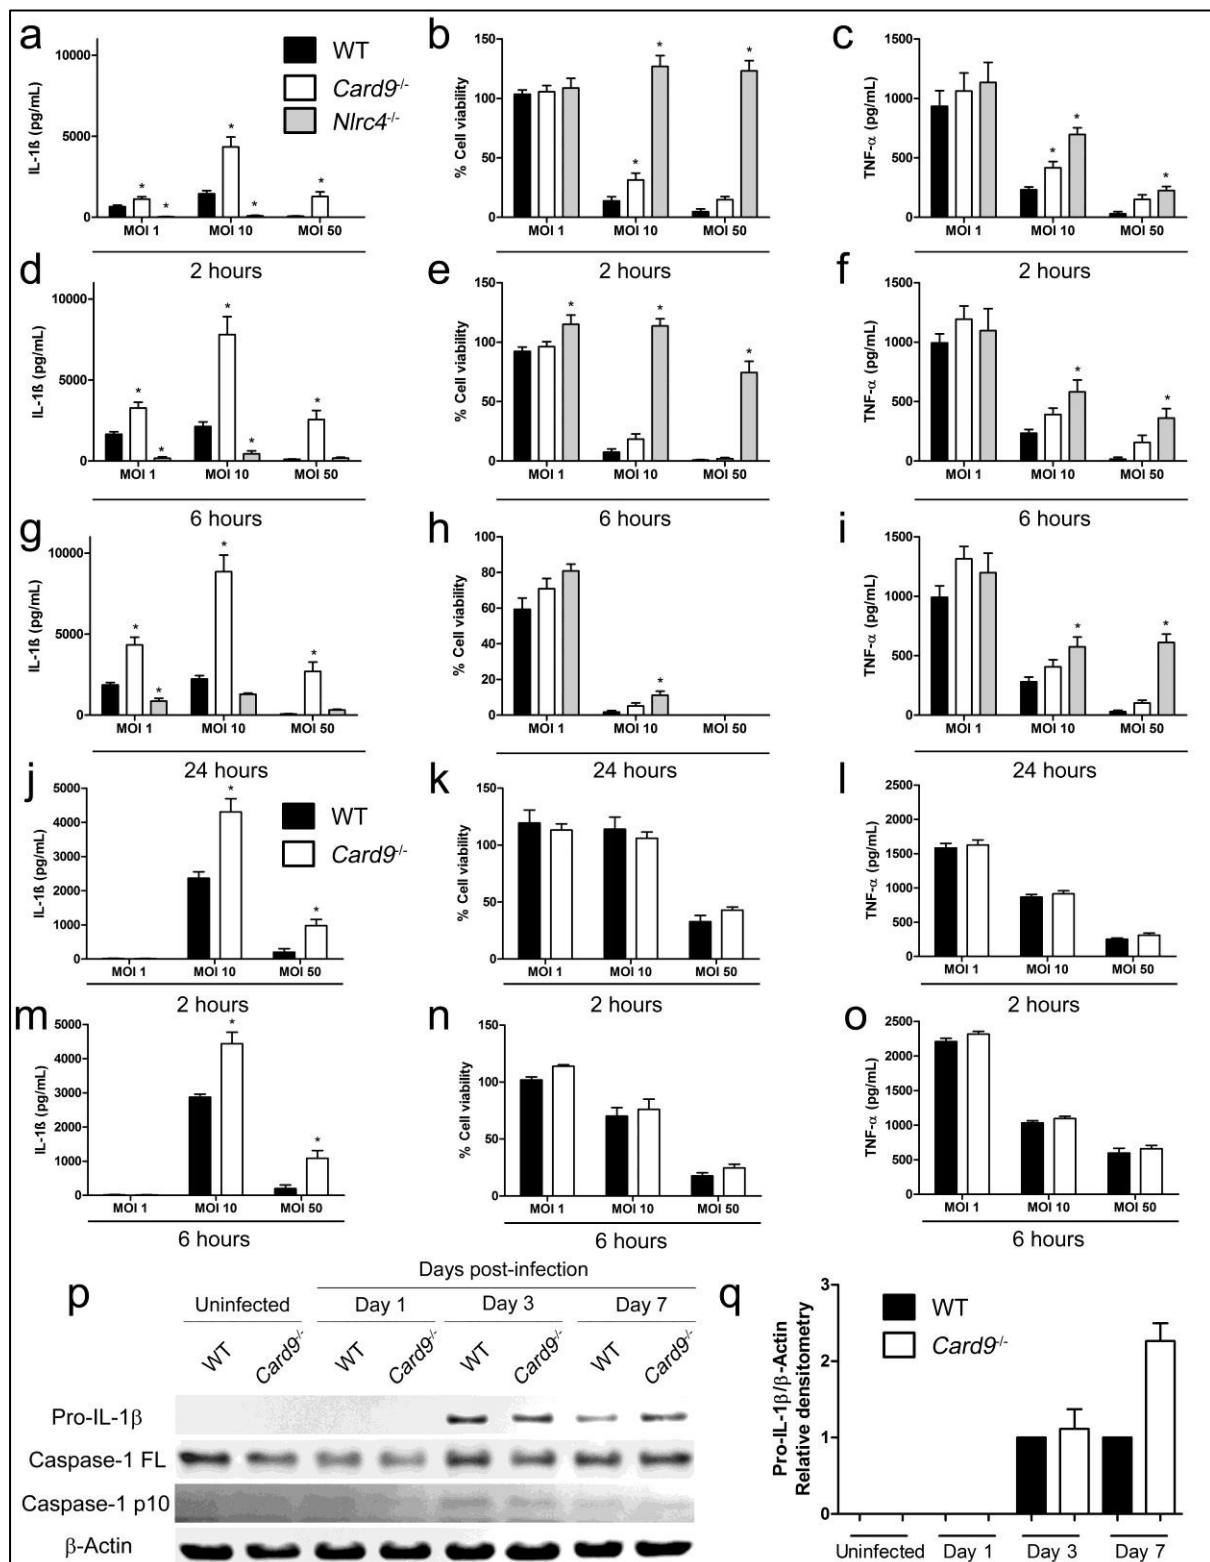 a
IL-1ß (pg/mL)
10000
5000
0
WT
Card9-/-
Nlrc4-/-
* * * * *
MOI 1 MOI 10 MOI 50
2 hours
b
% Cell viability
150
100
50
0
* * *
MOI 1 MOI 10 MOI 50
2 hours
c
TNF-α (pg/mL)
1500
1000
500
0
* * *
MOI 1 MOI 10 MOI 50
2 hours
d
IL-1ß (pg/mL)
10000
5000
0
* * * * *
MOI 1 MOI 10 MOI 50
6 hours
e
% Cell viability
150
100
50
0
* * *
MOI 1 MOI 10 MOI 50
6 hours
f
TNF-α (pg/mL)
1500
1000
500
0
* *
MOI 1 MOI 10 MOI 50
6 hours
g
IL-1ß (pg/mL)
10000
5000
0
* * * *
MOI 1 MOI 10 MOI 50
24 hours
h
% Cell viability
100
80
60
40
20
0
*
MOI 1 MOI 10 MOI 50
24 hours
i
TNF-α (pg/mL)
1500
1000
500
0
* *
MOI 1 MOI 10 MOI 50
24 hours
j
IL-1ß (pg/mL)
5000
4000
3000
2000
1000
0
WT
Card9-/-
* *
MOI 1 MOI 10 MOI 50
2 hours
k
% Cell viability
150
100
50
0
MOI 1 MOI 10 MOI 50
2 hours
l
TNF-α (pg/mL)
2500
2000
1500
1000
500
0
MOI 1 MOI 10 MOI 50
2 hours
m
IL-1ß (pg/mL)
5000
4000
3000
2000
1000
0
* *
MOI 1 MOI 10 MOI 50
6 hours
n
% Cell viability
150
100
50
0
MOI 1 MOI 10 MOI 50
6 hours
o
TNF-α (pg/mL)
2500
2000
1500
1000
500
0
MOI 1 MOI 10 MOI 50
6 hours
p
Days post-infection
Uninfected Day 1 Day 3 Day 7
WT Card9-/- WT Card9-/- WT Card9-/- WT Card9-/-
Pro-IL-1β
Caspase-1 FL
Caspase-1 p10
β-Actin
q
Pro-IL-1β/β-Actin
Relative densitometry
3
2
1
0
WT
Card9-/-
Uninfected Day 1 Day 3 Day 7